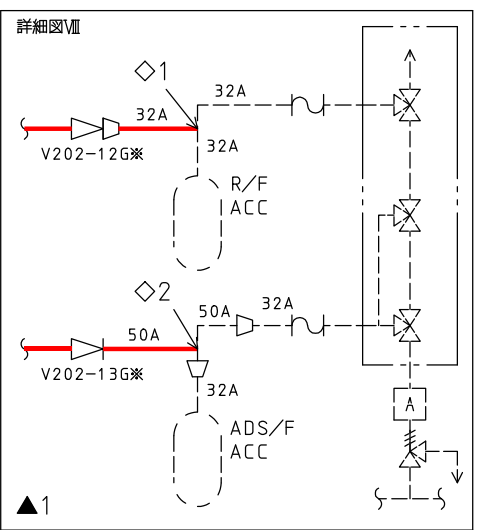 詳細図Ⅶ
◇1
32A
32A
V202-12G※
32A
R/F
ACC
◇2
50A
32A
50A
V202-13G※
32A
A
ADS/F
ACC
▲1